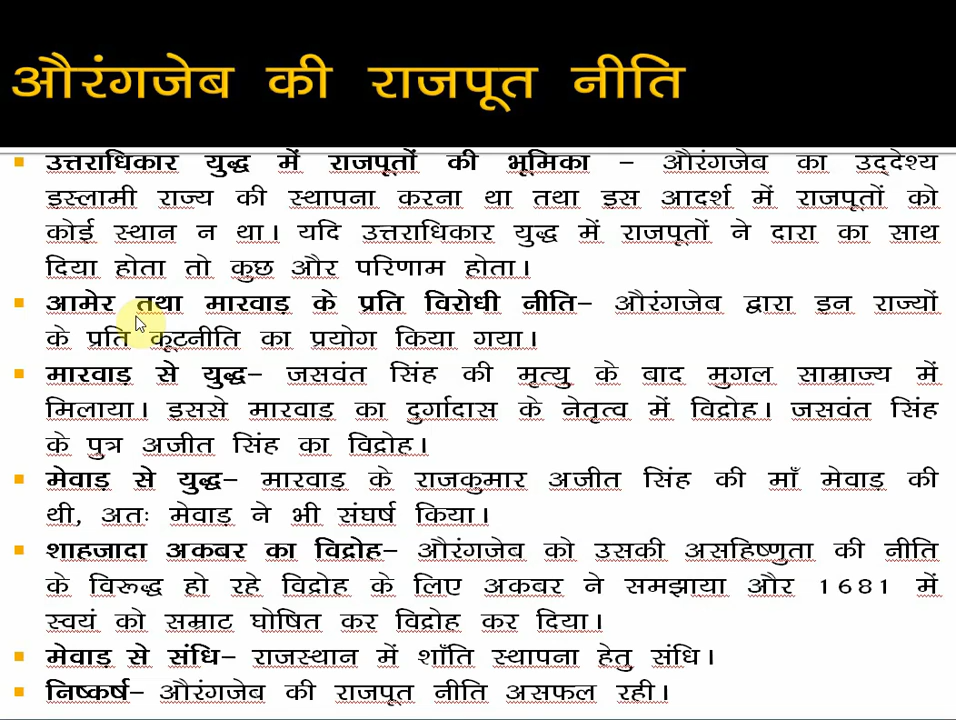 औरंगजेब की राजपूत नीति
उत्तराधिकार युद्ध में राजपूतों की भूमिका – औरंगजेब का उद्देश्य
इस्लामी राज्य की स्थापना करना था तथा इस आदर्श में राजपूतों को
कोई स्थान न था। यदि उत्तराधिकार युद्ध में राजपूतों ने दारा का साथ
दिया होता तो कुछ और परिणाम होता।
आमेर तथा मारवाड़ के प्रति विरोधी नीति– औरंगजेब द्वारा इन राज्यों
के प्रति कूटनीति का प्रयोग किया गया।
मारवाड़ से युद्ध– जसवंत सिंह की मृत्यु के बाद मुगल साम्राज्य में
मिलाया। इससे मारवाड़ का दुर्गादास के नेतृत्व में विद्रोह। जसवंत सिंह
के पुत्र अजीत सिंह का विद्रोह।
मेवाड़ से युद्ध– मारवाड़ के राजकुमार अजीत सिंह की माँ मेवाड़ की
थी, अतः मेवाड़ ने भी संघर्ष किया।
शाहजादा अकबर का विद्रोह– औरंगजेब को उसकी असहिष्णुता की नीति
के विरूद्ध हो रहे विद्रोह के लिए अकबर ने समझाया और 1681 में
स्वयं को सम्राट घोषित कर विद्रोह कर दिया।
मेवाड़ से संधि– राजस्थान में शाँति स्थापना हेतु संधि।
निष्कर्ष– औरंगजेब की राजपूत नीति असफल रही।